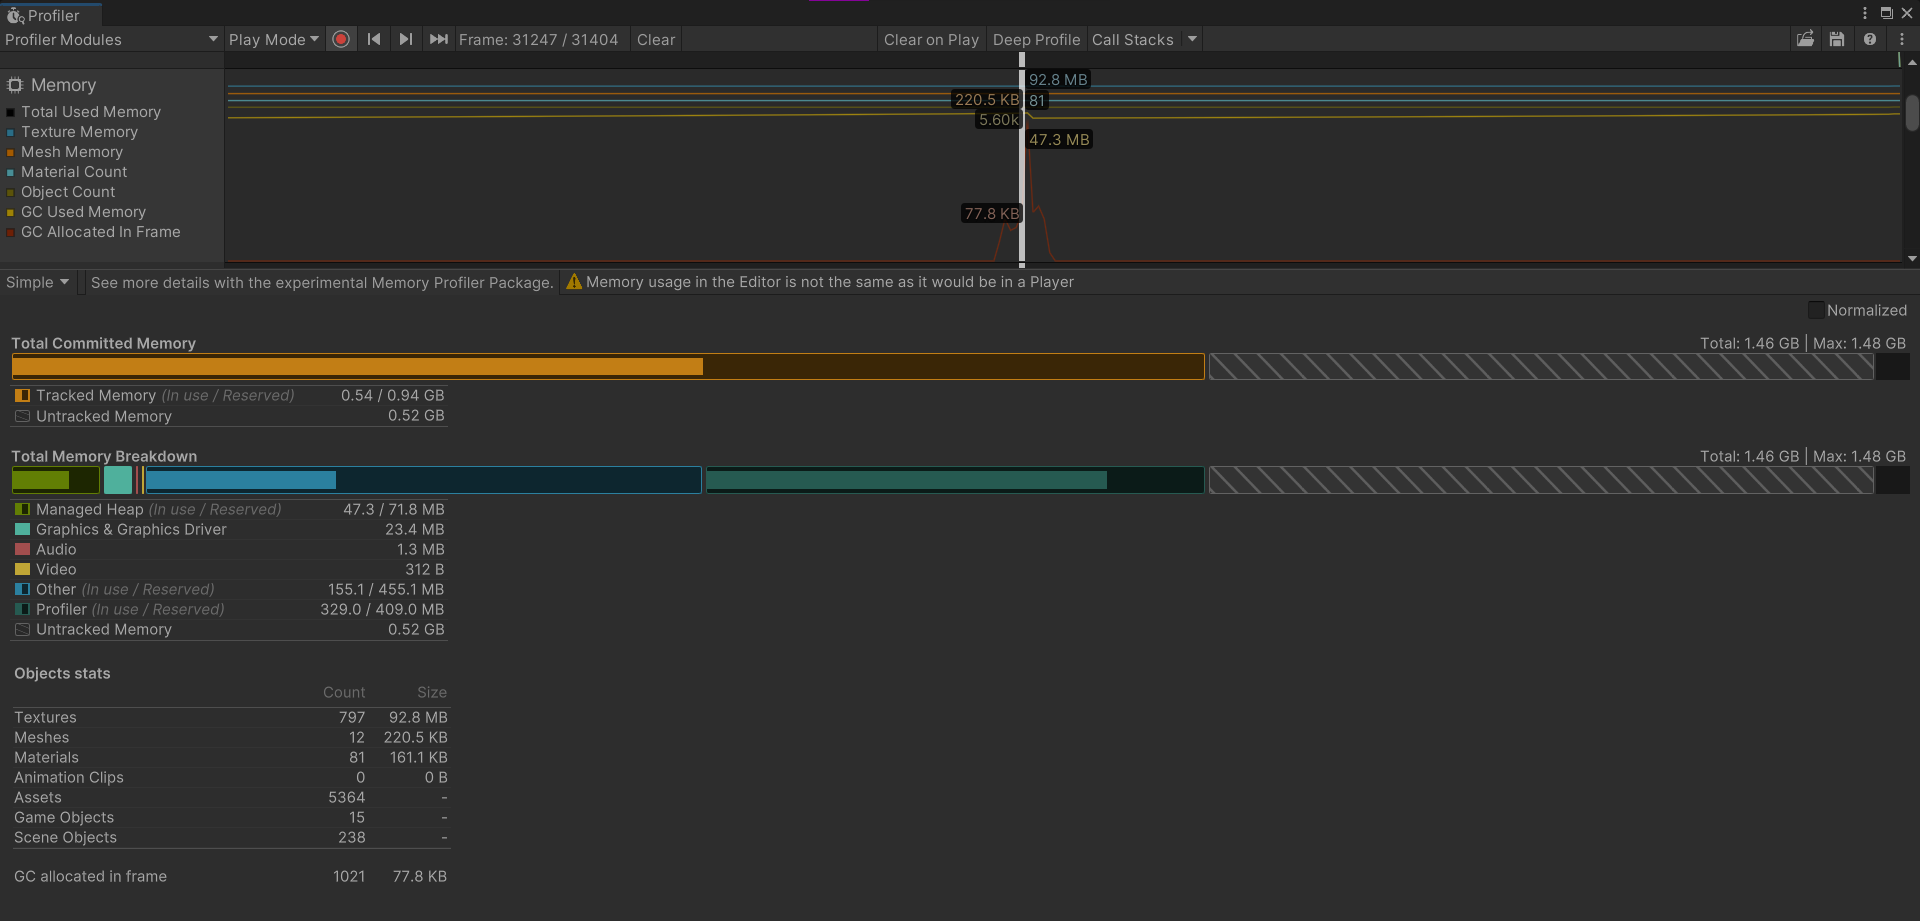 Profiler
Profiler Modules Play Mode Frame: 31247 / 31404 Clear Clear on Play Deep Profile Call Stacks
Memory
Total Used Memory
Texture Memory
Mesh Memory
Material Count
Object Count
GC Used Memory
GC Allocated In Frame
92.8 MB
220.5 KB 81
5.60k
47.3 MB
77.8 KB
Simple See more details with the experimental Memory Profiler Package. Memory usage in the Editor is not the same as it would be in a Player
Normalized
Total Committed Memory Total: 1.46 GB | Max: 1.48 GB
Tracked Memory (In use / Reserved) 0.54 / 0.94 GB
Untracked Memory 0.52 GB
Total Memory Breakdown Total: 1.46 GB | Max: 1.48 GB
Managed Heap (In use / Reserved) 47.3 / 71.8 MB
Graphics & Graphics Driver 23.4 MB
Audio 1.3 MB
Video 312 B
Other (In use / Reserved) 155.1 / 455.1 MB
Profiler (In use / Reserved) 329.0 / 409.0 MB
Untracked Memory 0.52 GB
Objects stats
Count Size
Textures 797 92.8 MB
Meshes 12 220.5 KB
Materials 81 161.1 KB
Animation Clips 0 0 B
Assets 5364 -
Game Objects 15 -
Scene Objects 238 -
GC allocated in frame 1021 77.8 KB